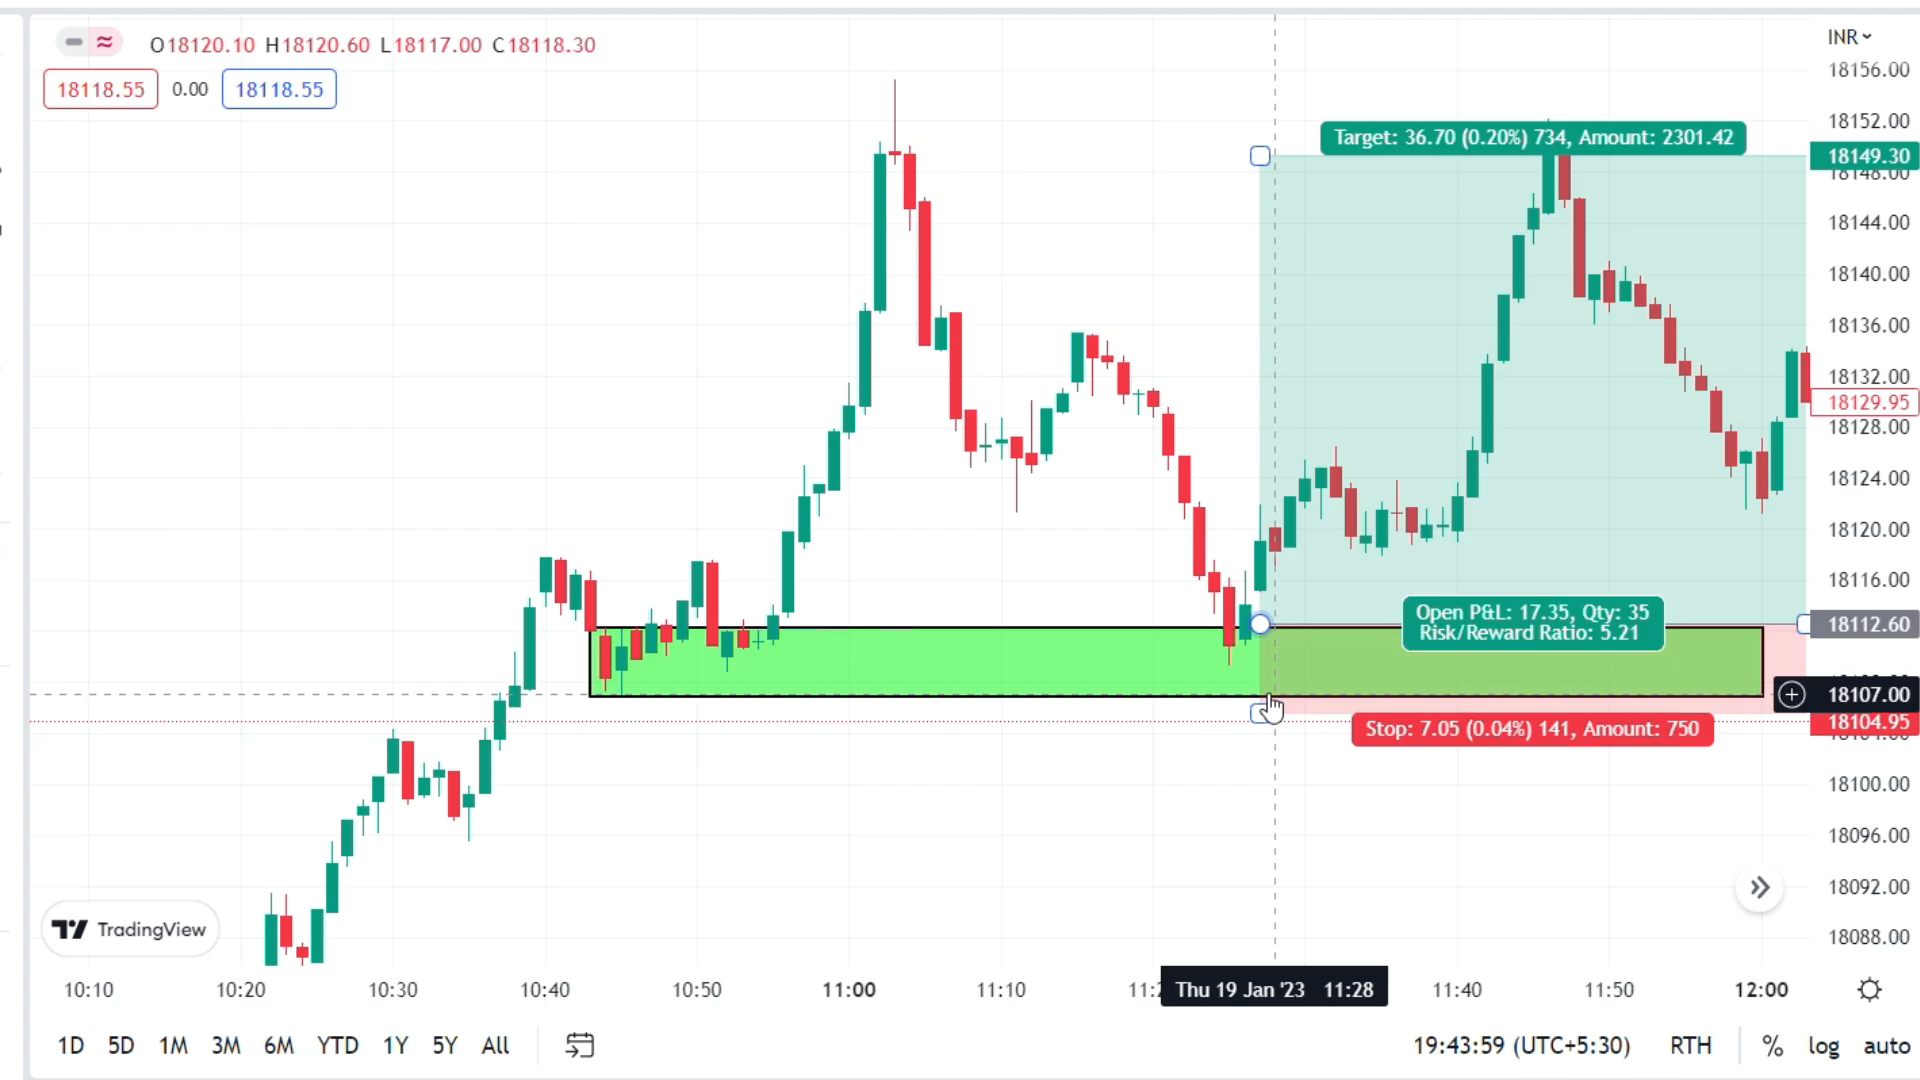 O18120.10 H18120.60 L18117.00 C18118.30
18118.55 0.00 18118.55
INR
18156.00
18152.00
Target: 36.70 (0.20%) 734, Amount: 2301.42
18149.30
18148.00
18144.00
18140.00
18136.00
18132.00
18129.95
18128.00
18124.00
18120.00
18116.00
Open P&L: 17.35, Qty: 35
Risk/Reward Ratio: 5.21
18112.60
18107.00
18104.95
Stop: 7.05 (0.04%) 141, Amount: 750
18100.00
18096.00
18092.00
18088.00
TradingView
10:10 10:20 10:30 10:40 10:50 11:00 11:10 Thu 19 Jan '23 11:28 11:40 11:50 12:00
1D 5D 1M 3M 6M YTD 1Y 5Y All 19:43:59 (UTC+5:30) RTH % log auto